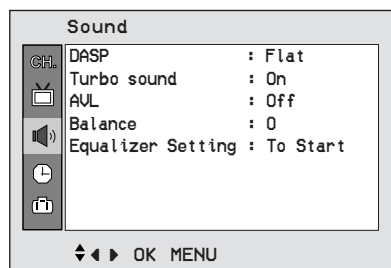 Sound
CH.
DASP : Flat
Turbo sound : On
AVL : Off
Balance : 0
Equalizer Setting : To Start
OK MENU